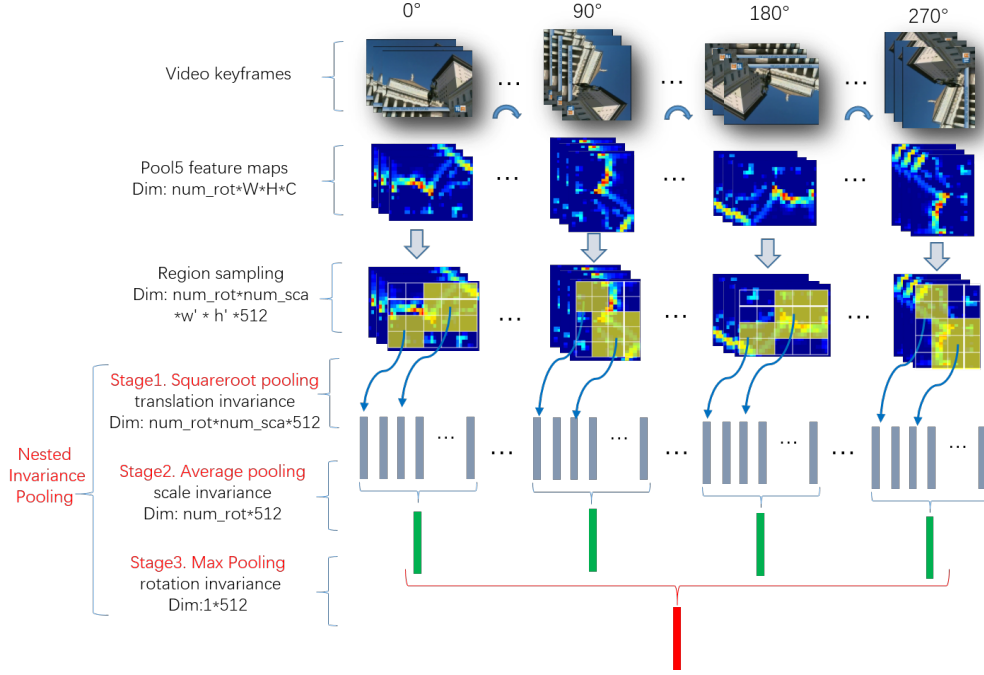 0°
90°
180°
270°
Video keyframes
...
...
...
Pool5 feature maps
Dim: num_rot*W*H*C
...
...
...
Region sampling
Dim: num_rot*num_sca
*w' * h' *512
...
...
...
Stage1. Squareroot pooling
translation invariance
Dim: num_rot*num_sca*512
...
...
...
...
...
...
...
Nested
Invariance
Pooling
Stage2. Average pooling
scale invariance
Dim: num_rot*512
Stage3. Max Pooling
rotation invariance
Dim:1*512